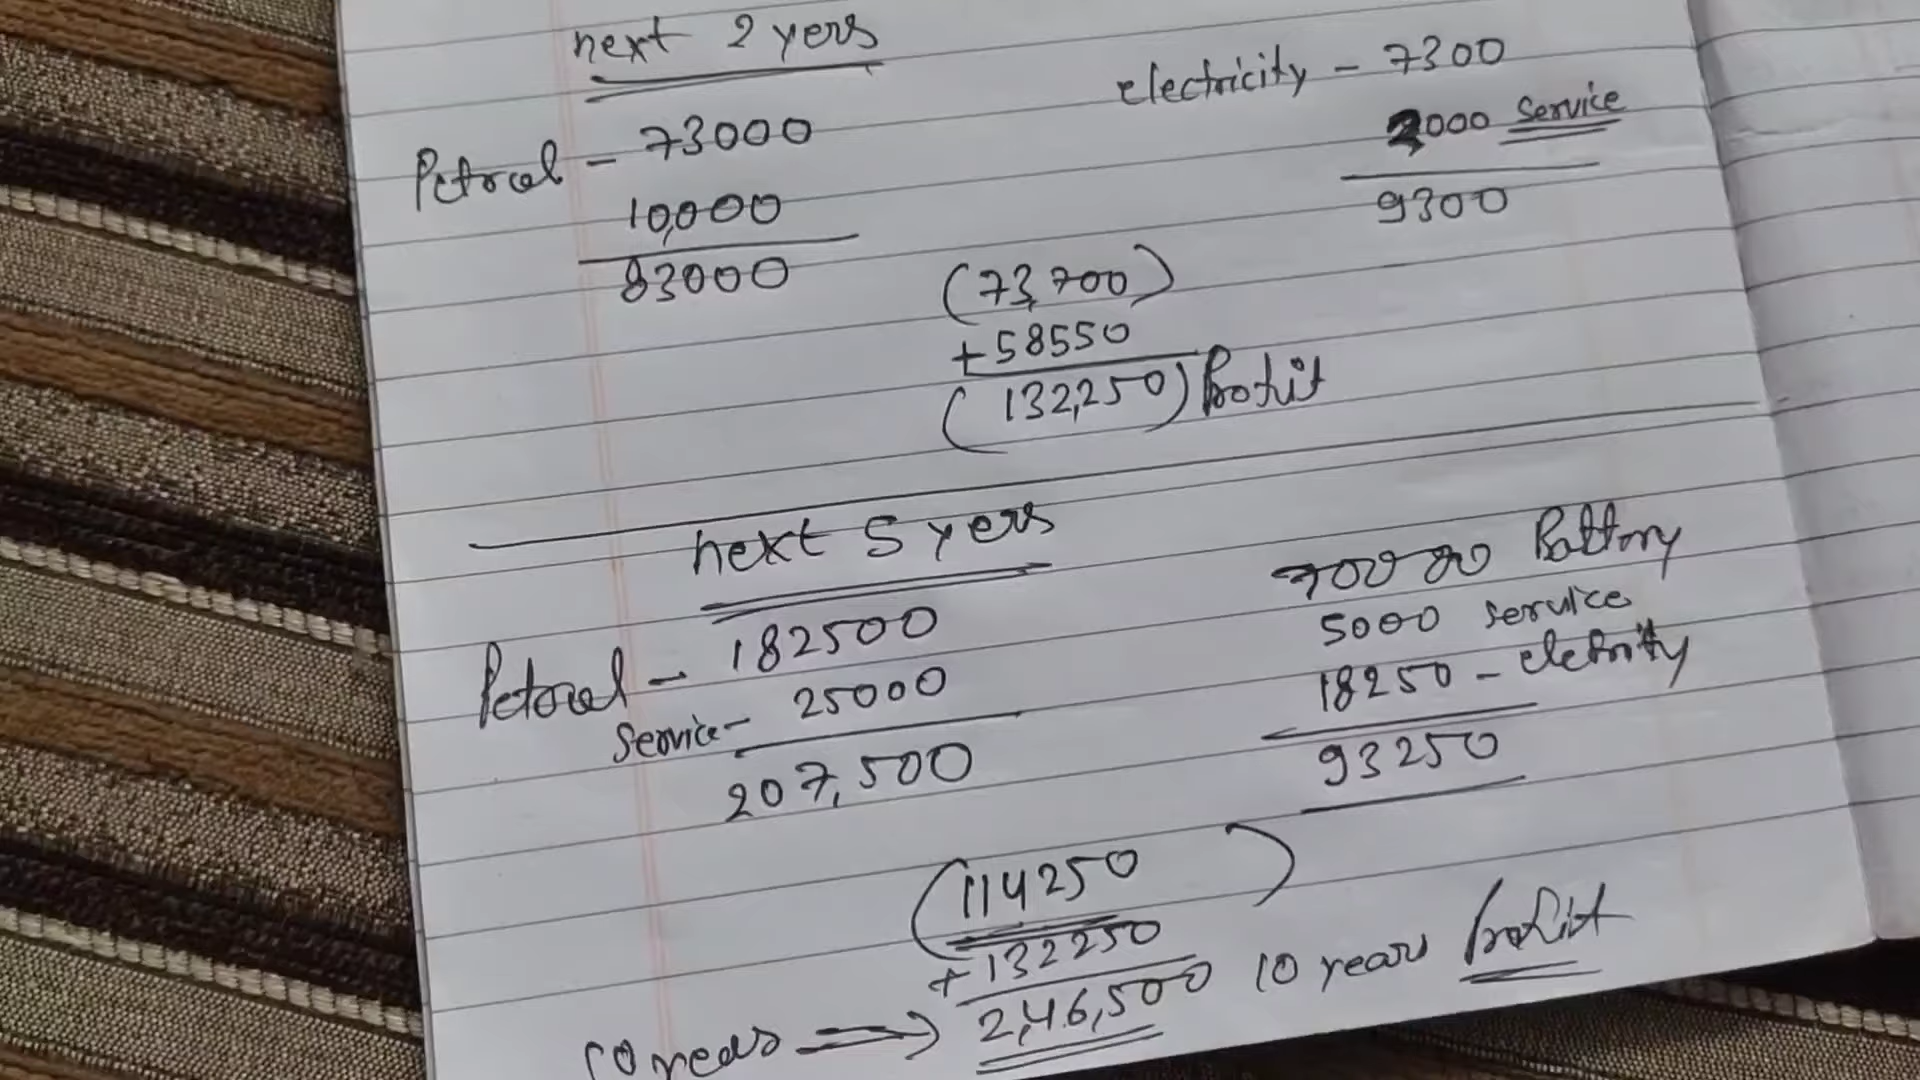 next 2 yers
Petrol - 73000
10,000
83000
electricity - 7300
2000 Service
9300
(73,700)
+58550
(132,250) Profit
next 5 yers
Petrol - 182500
Service - 25000
207,500
70000 Battery
5000 service
18250 - eletrity
93250
(114250)
+132250
10 years => 2,46,500 10 years Profit